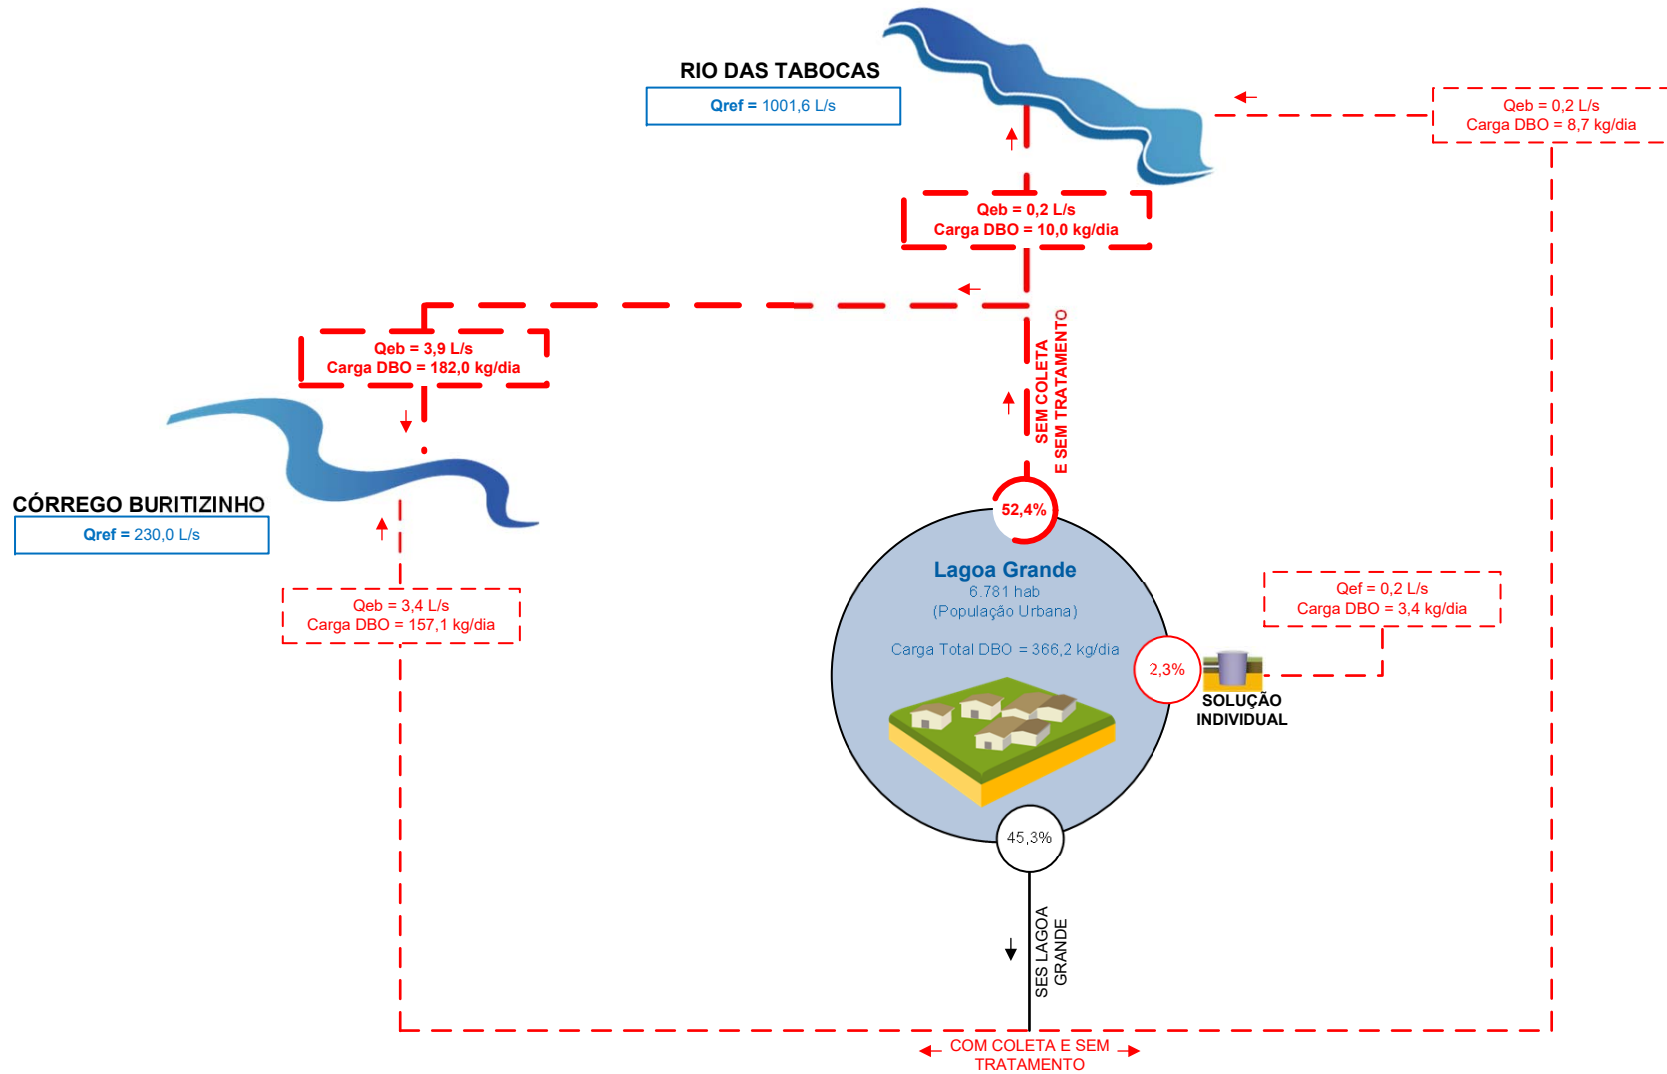 RIO DAS TABOCAS
Qref = 1001,6 L/s
Qeb = 0,2 L/s
Carga DBO = 8,7 kg/dia
Qeb = 0,2 L/s
Carga DBO = 10,0 kg/dia
Qeb = 3,9 L/s
Carga DBO = 182,0 kg/dia
SEM COLETA
E SEM TRATAMENTO
CÓRREGO BURITIZINHO
Qref = 230,0 L/s
52,4%
Lagoa Grande
6.781 hab
(População Urbana)
Carga Total DBO = 366,2 kg/dia
Qeb = 3,4 L/s
Carga DBO = 157,1 kg/dia
Qef = 0,2 L/s
Carga DBO = 3,4 kg/dia
2,3%
SOLUÇÃO
INDIVIDUAL
45,3%
SES LAGOA
GRANDE
COM COLETA E SEM
TRATAMENTO